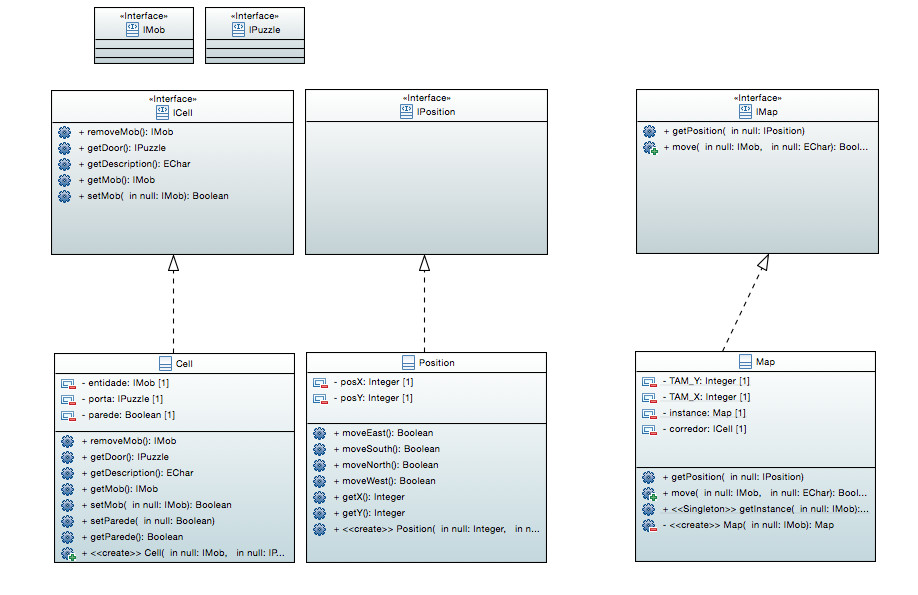 «Interface»
IMob
«Interface»
IPuzzle
«Interface»
ICell
+ removeMob(): IMob
+ getDoor(): IPuzzle
+ getDescription(): EChar
+ getMob(): IMob
+ setMob( in null: IMob): Boolean
«Interface»
IPosition
«Interface»
IMap
+ getPosition( in null: IPosition)
+ move( in null: IMob, in null: EChar): Bool...
Cell
- entidade: IMob [1]
- porta: IPuzzle [1]
- parede: Boolean [1]
+ removeMob(): IMob
+ getDoor(): IPuzzle
+ getDescription(): EChar
+ getMob(): IMob
+ setMob( in null: IMob): Boolean
+ setParede( in null: Boolean)
+ getParede(): Boolean
+ <<create>> Cell( in null: IMob, in null: IP...
Position
- posX: Integer [1]
- posY: Integer [1]
+ moveEast(): Boolean
+ moveSouth(): Boolean
+ moveNorth(): Boolean
+ moveWest(): Boolean
+ getX(): Integer
+ getY(): Integer
+ <<create>> Position( in null: Integer, in n...
Map
- TAM_Y: Integer [1]
- TAM_X: Integer [1]
- instance: Map [1]
- corredor: ICell [1]
+ getPosition( in null: IPosition)
+ move( in null: IMob, in null: EChar): Bool...
+ <<Singleton>> getInstance( in null: IMob):...
- <<create>> Map( in null: IMob): Map